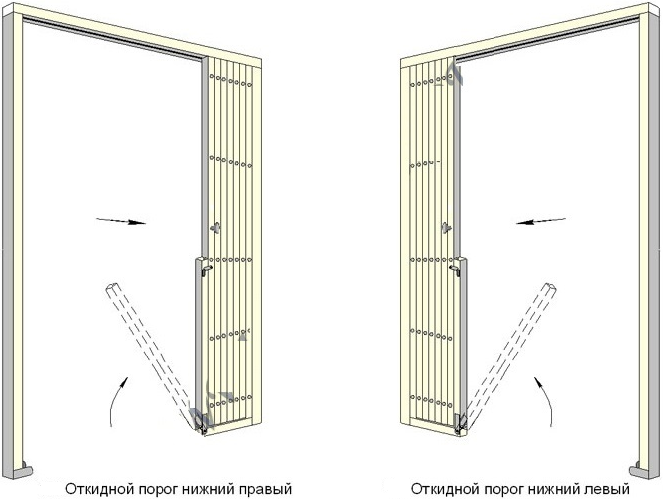 Откидной порог нижний правый
Откидной порог нижний левый